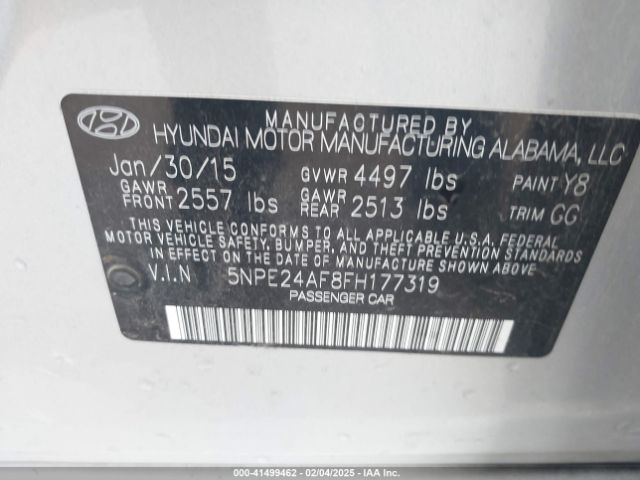 MANUFACTURED BY
HYUNDAI MOTOR MANUFACTURING ALABAMA, LLC
Jan/30/15 GVWR 4497 lbs PAINT Y8
GAWR FRONT 2557 lbs GAWR REAR 2513 lbs TRIM GG
THIS VEHICLE CONFORMS TO ALL APPLICABLE U.S. FEDERAL
MOTOR VEHICLE SAFETY, BUMPER, AND THEFT PREVENTION STANDARDS
IN EFFECT ON THE DATE OF MANUFACTURE SHOWN ABOVE.
V.I.N 5NPE24AF8FH177319
PASSENGER CAR
000-41499462 - 02/04/2025 - IAAI.COM